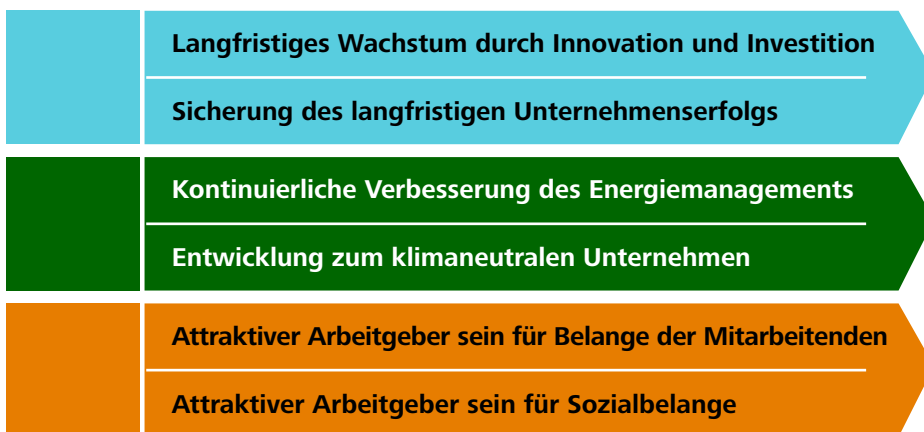 Langfristiges Wachstum durch Innovation und Investition
Sicherung des langfristigen Unternehmenserfolgs
Kontinuierliche Verbesserung des Energiemanagements
Entwicklung zum klimaneutralen Unternehmen
Attraktiver Arbeitgeber sein für Belange der Mitarbeitenden
Attraktiver Arbeitgeber sein für Sozialbelange